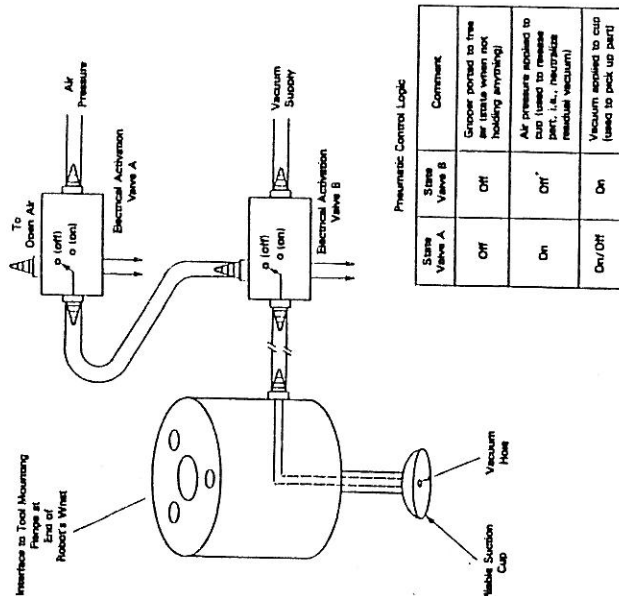 Interface to Tool Mounting
Flange at
End of
Robot's Wrist
To
Open Air
(off)
(on)
Air
Pressure
Electrical Activation
Valve A
(off)
(on)
Vacuum
Supply
Electrical Activation
Valve B
Vacuum
Hole
Pliable Suction
Cup
Pneumatic Control Logic
State
Valve A
State
Valve B
Comment
Off
Off
Gripper ported to free
air (state when not
holding anything)
On
Off
Air pressure applied to
cup (used to release
part, i.e., neutralize
residual vacuum)
On/Off
On
Vacuum applied to cup
(used to pick up part)